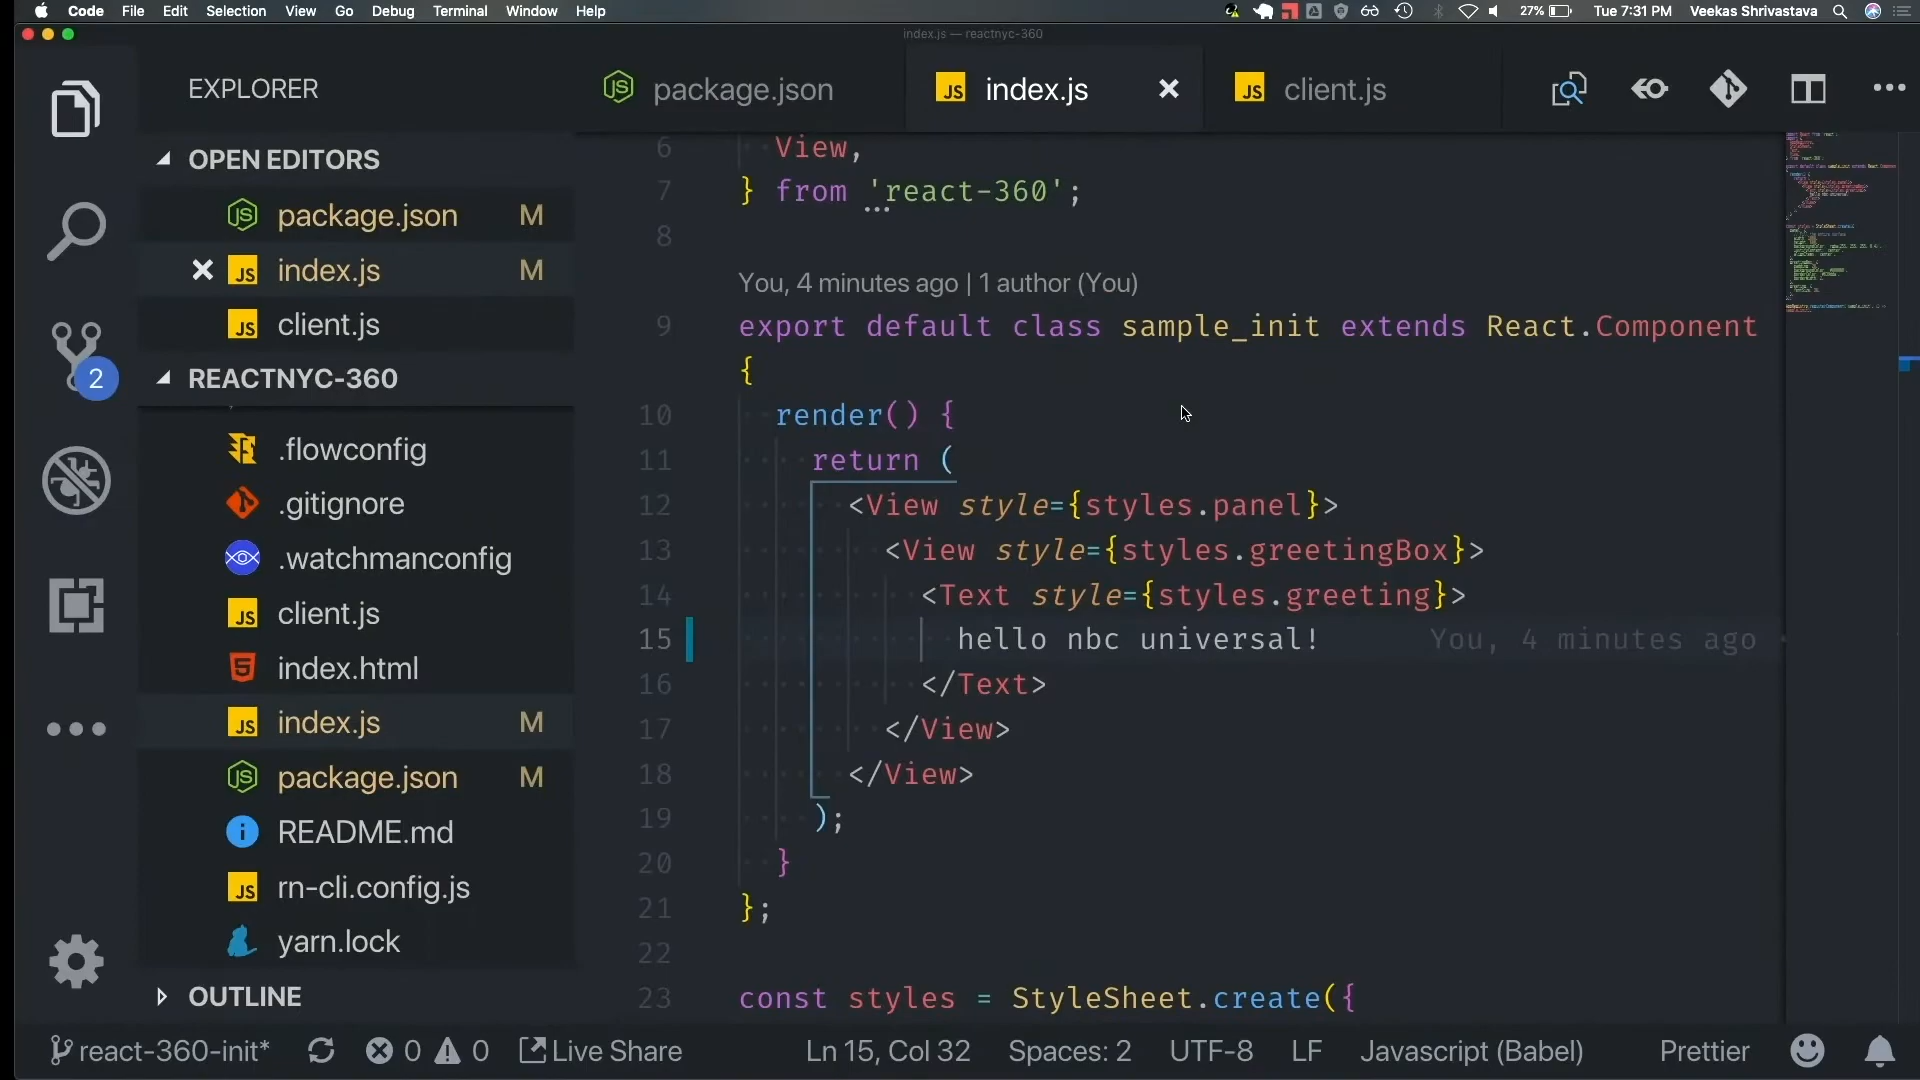 Code File Edit Selection View Go Debug Terminal Window Help
27% Tue 7:31 PM Veekas Shrivastava
index.js — reactnyc-360
EXPLORER
package.json
index.js
client.js
OPEN EDITORS
package.json M
index.js M
client.js
2
REACTNYC-360
.flowconfig
.gitignore
.watchmanconfig
client.js
index.html
index.js M
package.json M
README.md
rn-cli.config.js
yarn.lock
OUTLINE
6 View,
7 } from 'react-360';
8
You, 4 minutes ago | 1 author (You)
9 export default class sample_init extends React.Component
{
10 render() {
11 return (
12 <View style={styles.panel}>
13 <View style={styles.greetingBox}>
14 <Text style={styles.greeting}>
15 hello nbc universal! You, 4 minutes ago
16 </Text>
17 </View>
18 </View>
19 );
20 }
21 };
22
23 const styles = StyleSheet.create({
react-360-init* 0 0 Live Share Ln 15, Col 32 Spaces: 2 UTF-8 LF Javascript (Babel) Prettier